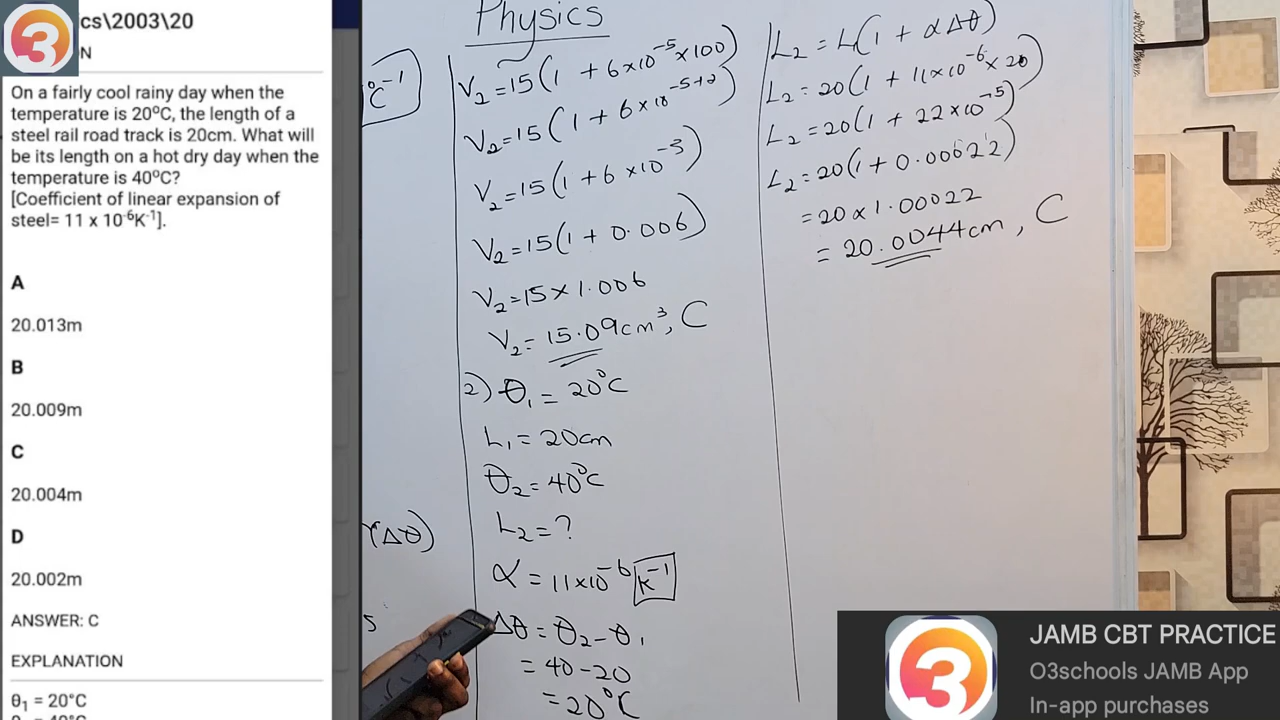 3
cs\2003\20
N
On a fairly cool rainy day when the
temperature is 20⁰C, the length of a
steel rail road track is 20cm. What will
be its length on a hot dry day when the
temperature is 40⁰C?
[Coefficient of linear expansion of
steel= 11 x 10⁻⁶K⁻¹].
A
20.013m
B
20.009m
C
20.004m
D
20.002m
ANSWER: C
EXPLANATION
θ₁ = 20°C
°C⁻¹
(Δθ)
5
Physics
V₂ = 15(1 + 6×10⁻⁵×100)
V₂ = 15(1 + 6×10⁻⁵⁺²)
V₂ = 15(1 + 6×10⁻³)
V₂ = 15(1 + 0.006)
V₂ = 15 × 1.006
V₂ = 15.09cm³, C
2) θ₁ = 20°C
L₁ = 20cm
θ₂ = 40°C
L₂ = ?
α = 11×10⁻⁶ K⁻¹
Δθ = θ₂ - θ₁
= 40 - 20
= 20°C
L₂ = L(1 + αΔθ)
L₂ = 20(1 + 11×10⁻⁶×20)
L₂ = 20(1 + 22×10⁻⁵)
L₂ = 20(1 + 0.00022)
= 20 × 1.00022
= 20.0044cm, C
3
JAMB CBT PRACTICE
O3schools JAMB App
In-app purchases